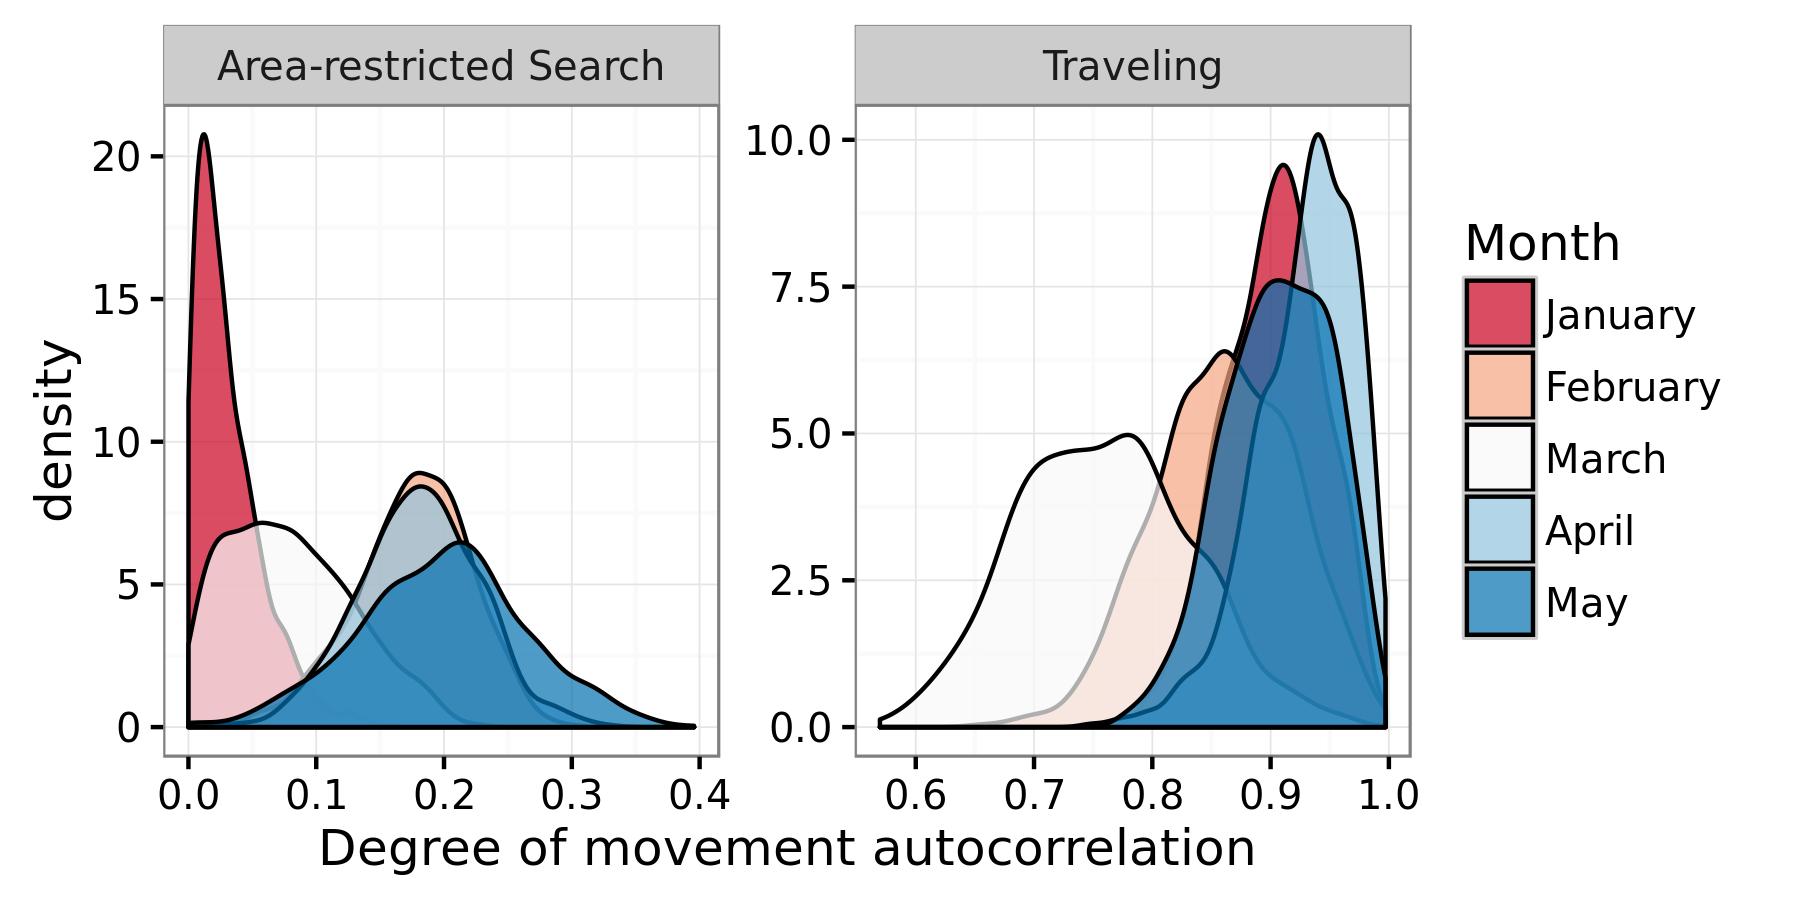 Area-restricted Search
Traveling
density
20
15
10
5
0
10.0
7.5
5.0
2.5
0.0
0.0 0.1 0.2 0.3 0.4
0.6 0.7 0.8 0.9 1.0
Degree of movement autocorrelation
Month
January
February
March
April
May